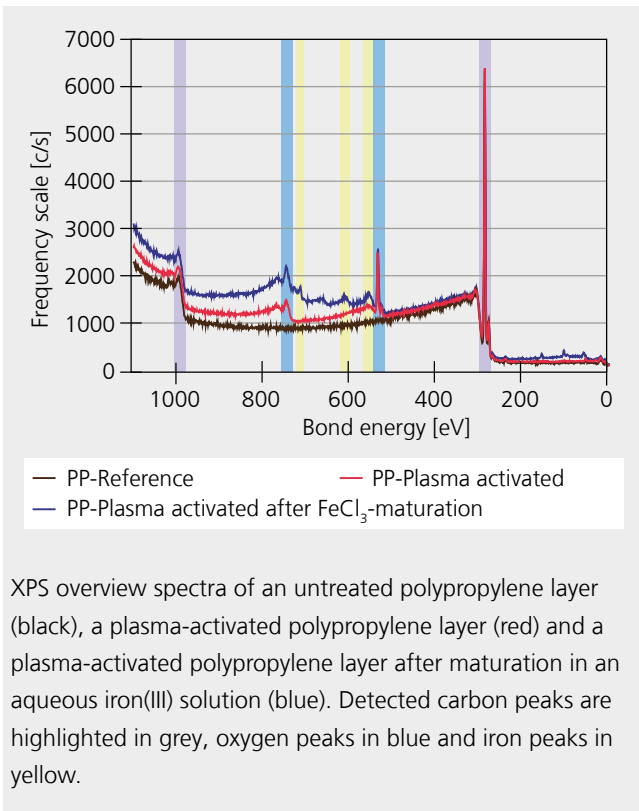 7000
6000
5000
4000
3000
2000
1000
0
Frequency scale [c/s]
1000 800 600 400 200 0
Bond energy [eV]
PP-Reference PP-Plasma activated
PP-Plasma activated after FeCl₃-maturation
XPS overview spectra of an untreated polypropylene layer
(black), a plasma-activated polypropylene layer (red) and a
plasma-activated polypropylene layer after maturation in an
aqueous iron(III) solution (blue). Detected carbon peaks are
highlighted in grey, oxygen peaks in blue and iron peaks in
yellow.